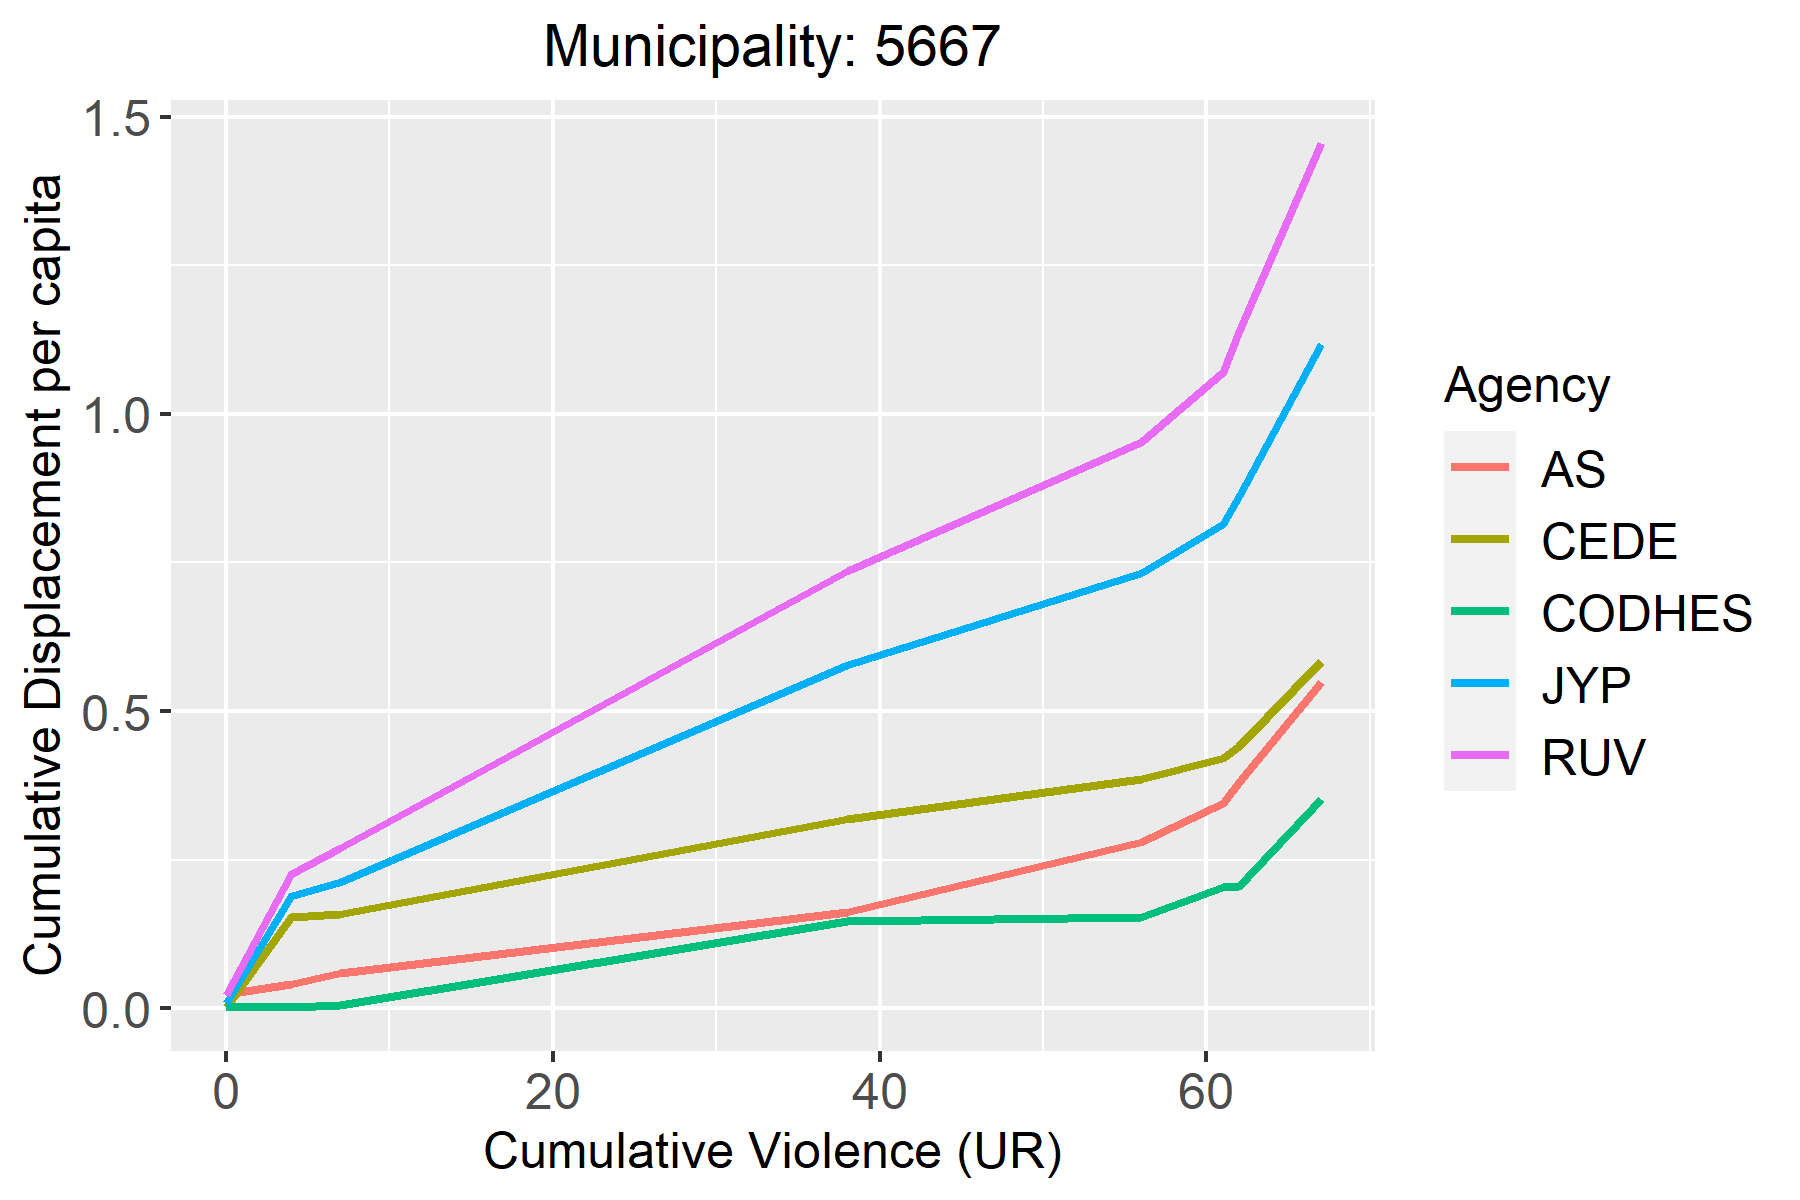 Municipality: 5667
Cumulative Displacement per capita
1.5
1.0
0.5
0.0
0 20 40 60
Cumulative Violence (UR)
Agency
AS
CEDE
CODHES
JYP
RUV